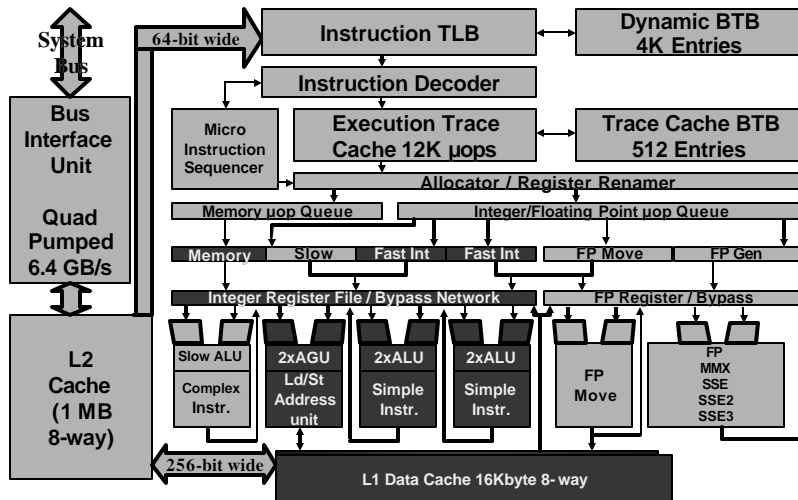 System
Bus
64-bit wide
Instruction TLB
Dynamic BTB
4K Entries
Instruction Decoder
Bus
Interface
Unit
Quad
Pumped
6.4 GB/s
Micro
Instruction
Sequencer
Execution Trace
Cache 12K µops
Trace Cache BTB
512 Entries
Allocator / Register Renamer
Memory µop Queue
Integer/Floating Point µop Queue
Memory
Slow
Fast Int
Fast Int
FP Move
FP Gen
Integer Register File / Bypass Network
FP Register / Bypass
L2
Cache
(1 MB
8-way)
Slow ALU
Complex
Instr.
2xAGU
Ld/St
Address
unit
2xALU
Simple
Instr.
2xALU
Simple
Instr.
FP
Move
FP
MMX
SSE
SSE2
SSE3
256-bit wide
L1 Data Cache 16Kbyte 8-way